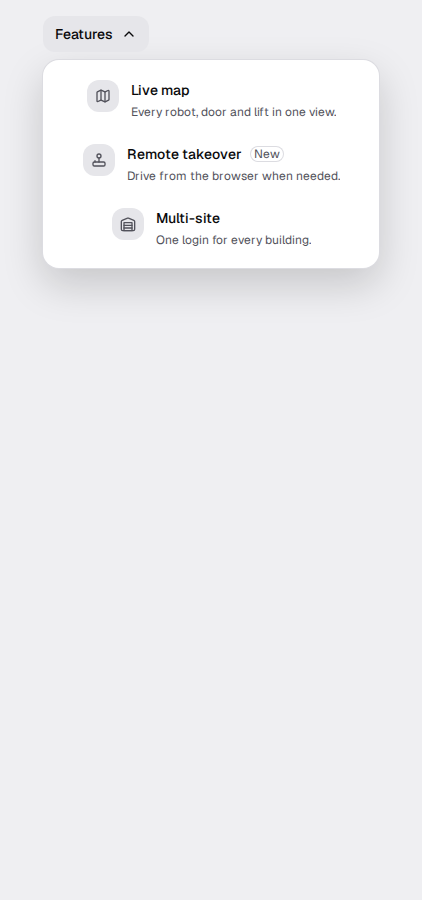 Features
Live map
Every robot, door and lift in one view.
Remote takeover New
Drive from the browser when needed.
Multi-site
One login for every building.